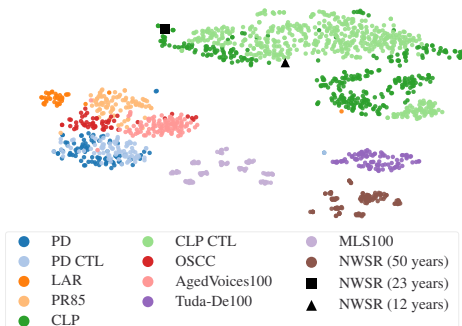 PD
PD CTL
LAR
PR85
CLP
CLP CTL
OSCC
AgedVoices100
Tuda-De100
MLS100
NWSR (50 years)
NWSR (23 years)
NWSR (12 years)